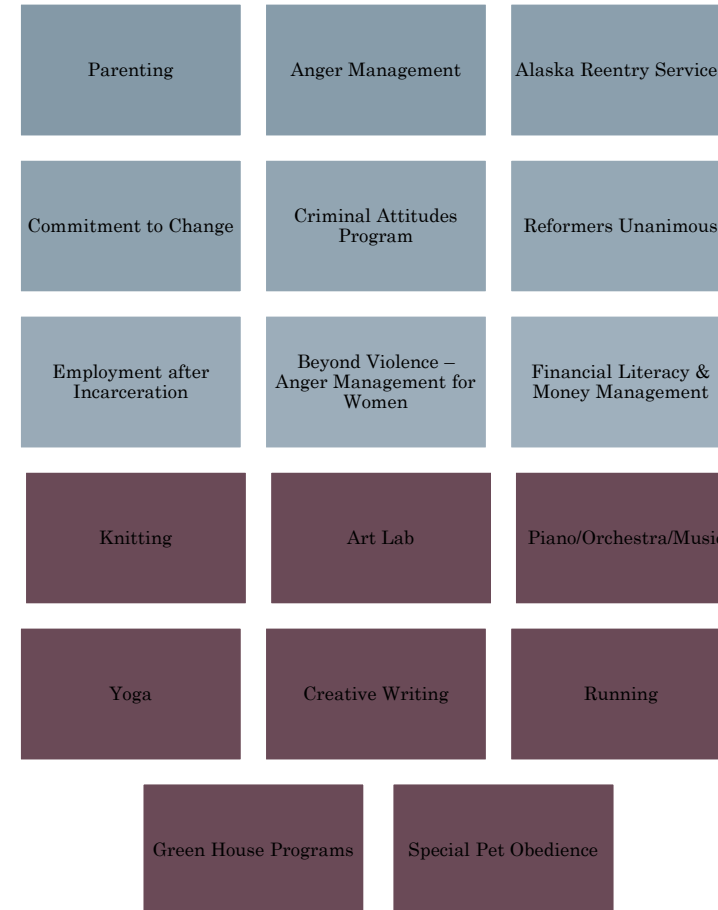 Parenting
Anger Management
Alaska Reentry Service
Commitment to Change
Criminal Attitudes
Program
Reformers Unanimous
Employment after
Incarceration
Beyond Violence –
Anger Management for
Women
Financial Literacy &
Money Management
Knitting
Art Lab
Piano/Orchestra/Music
Yoga
Creative Writing
Running
Green House Programs
Special Pet Obedience